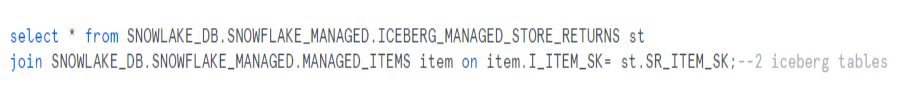 select * from SNOWLAKE_DB.SNOWFLAKE_MANAGED.ICEBERG_MANAGED_STORE_RETURNS st
join SNOWLAKE_DB.SNOWFLAKE_MANAGED.MANAGED_ITEMS item on item.I_ITEM_SK= st.SR_ITEM_SK;--2 iceberg tables